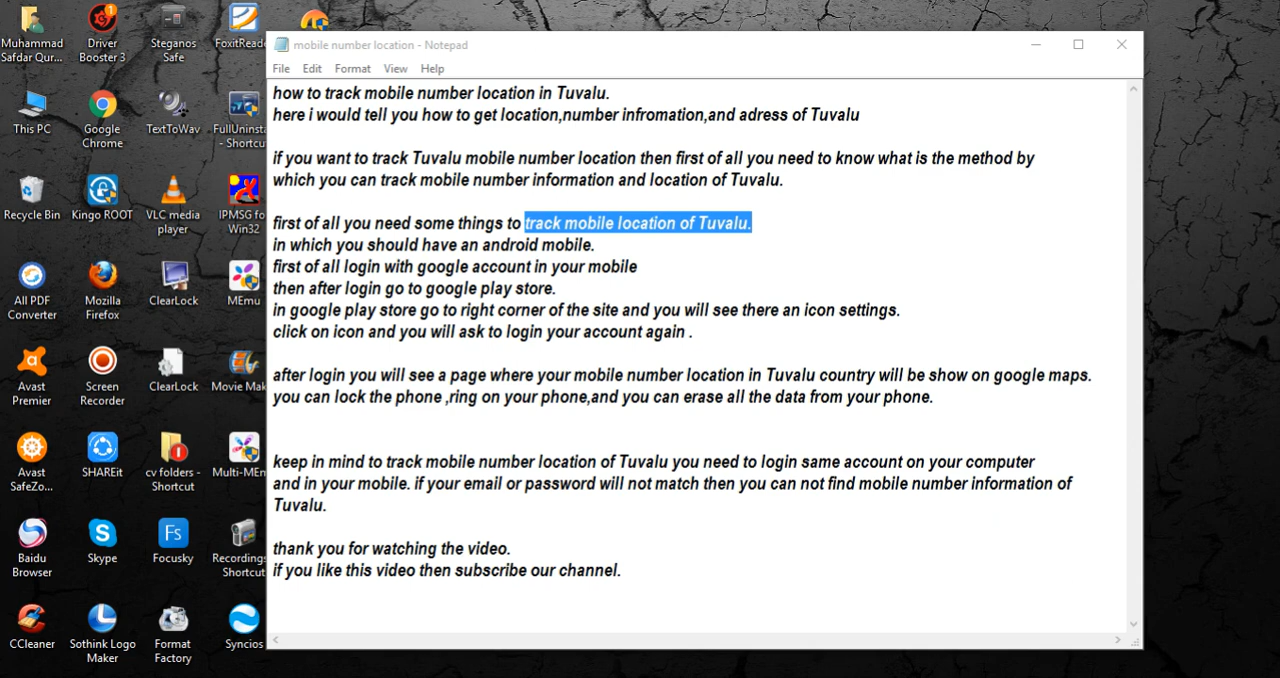 Muhammad Safdar Qur...
Driver Booster 3
Steganos Safe
FoxitReade
This PC
Google Chrome
TextToWav
FullUninsta - Shortcu
Recycle Bin
Kingo ROOT
VLC media player
IPMSG fo Win32
All PDF Converter
Mozilla Firefox
ClearLock
MEmu
Avast Premier
Screen Recorder
ClearLock
Movie Mak
Avast SafeZo...
SHAREit
cv folders - Shortcut
Multi-MEm
Baidu Browser
Skype
Fs
Focusky
Recordings Shortcut
CCleaner
Sothink Logo Maker
Format Factory
Syncios
mobile number location - Notepad
File Edit Format View Help
how to track mobile number location in Tuvalu.
here i would tell you how to get location,number infromation,and adress of Tuvalu
if you want to track Tuvalu mobile number location then first of all you need to know what is the method by
which you can track mobile number information and location of Tuvalu.
first of all you need some things to track mobile location of Tuvalu.
in which you should have an android mobile.
first of all login with google account in your mobile
then after login go to google play store.
in google play store go to right corner of the site and you will see there an icon settings.
click on icon and you will ask to login your account again .
after login you will see a page where your mobile number location in Tuvalu country will be show on google maps.
you can lock the phone ,ring on your phone,and you can erase all the data from your phone.
keep in mind to track mobile number location of Tuvalu you need to login same account on your computer
and in your mobile. if your email or password will not match then you can not find mobile number information of
Tuvalu.
thank you for watching the video.
if you like this video then subscribe our channel.